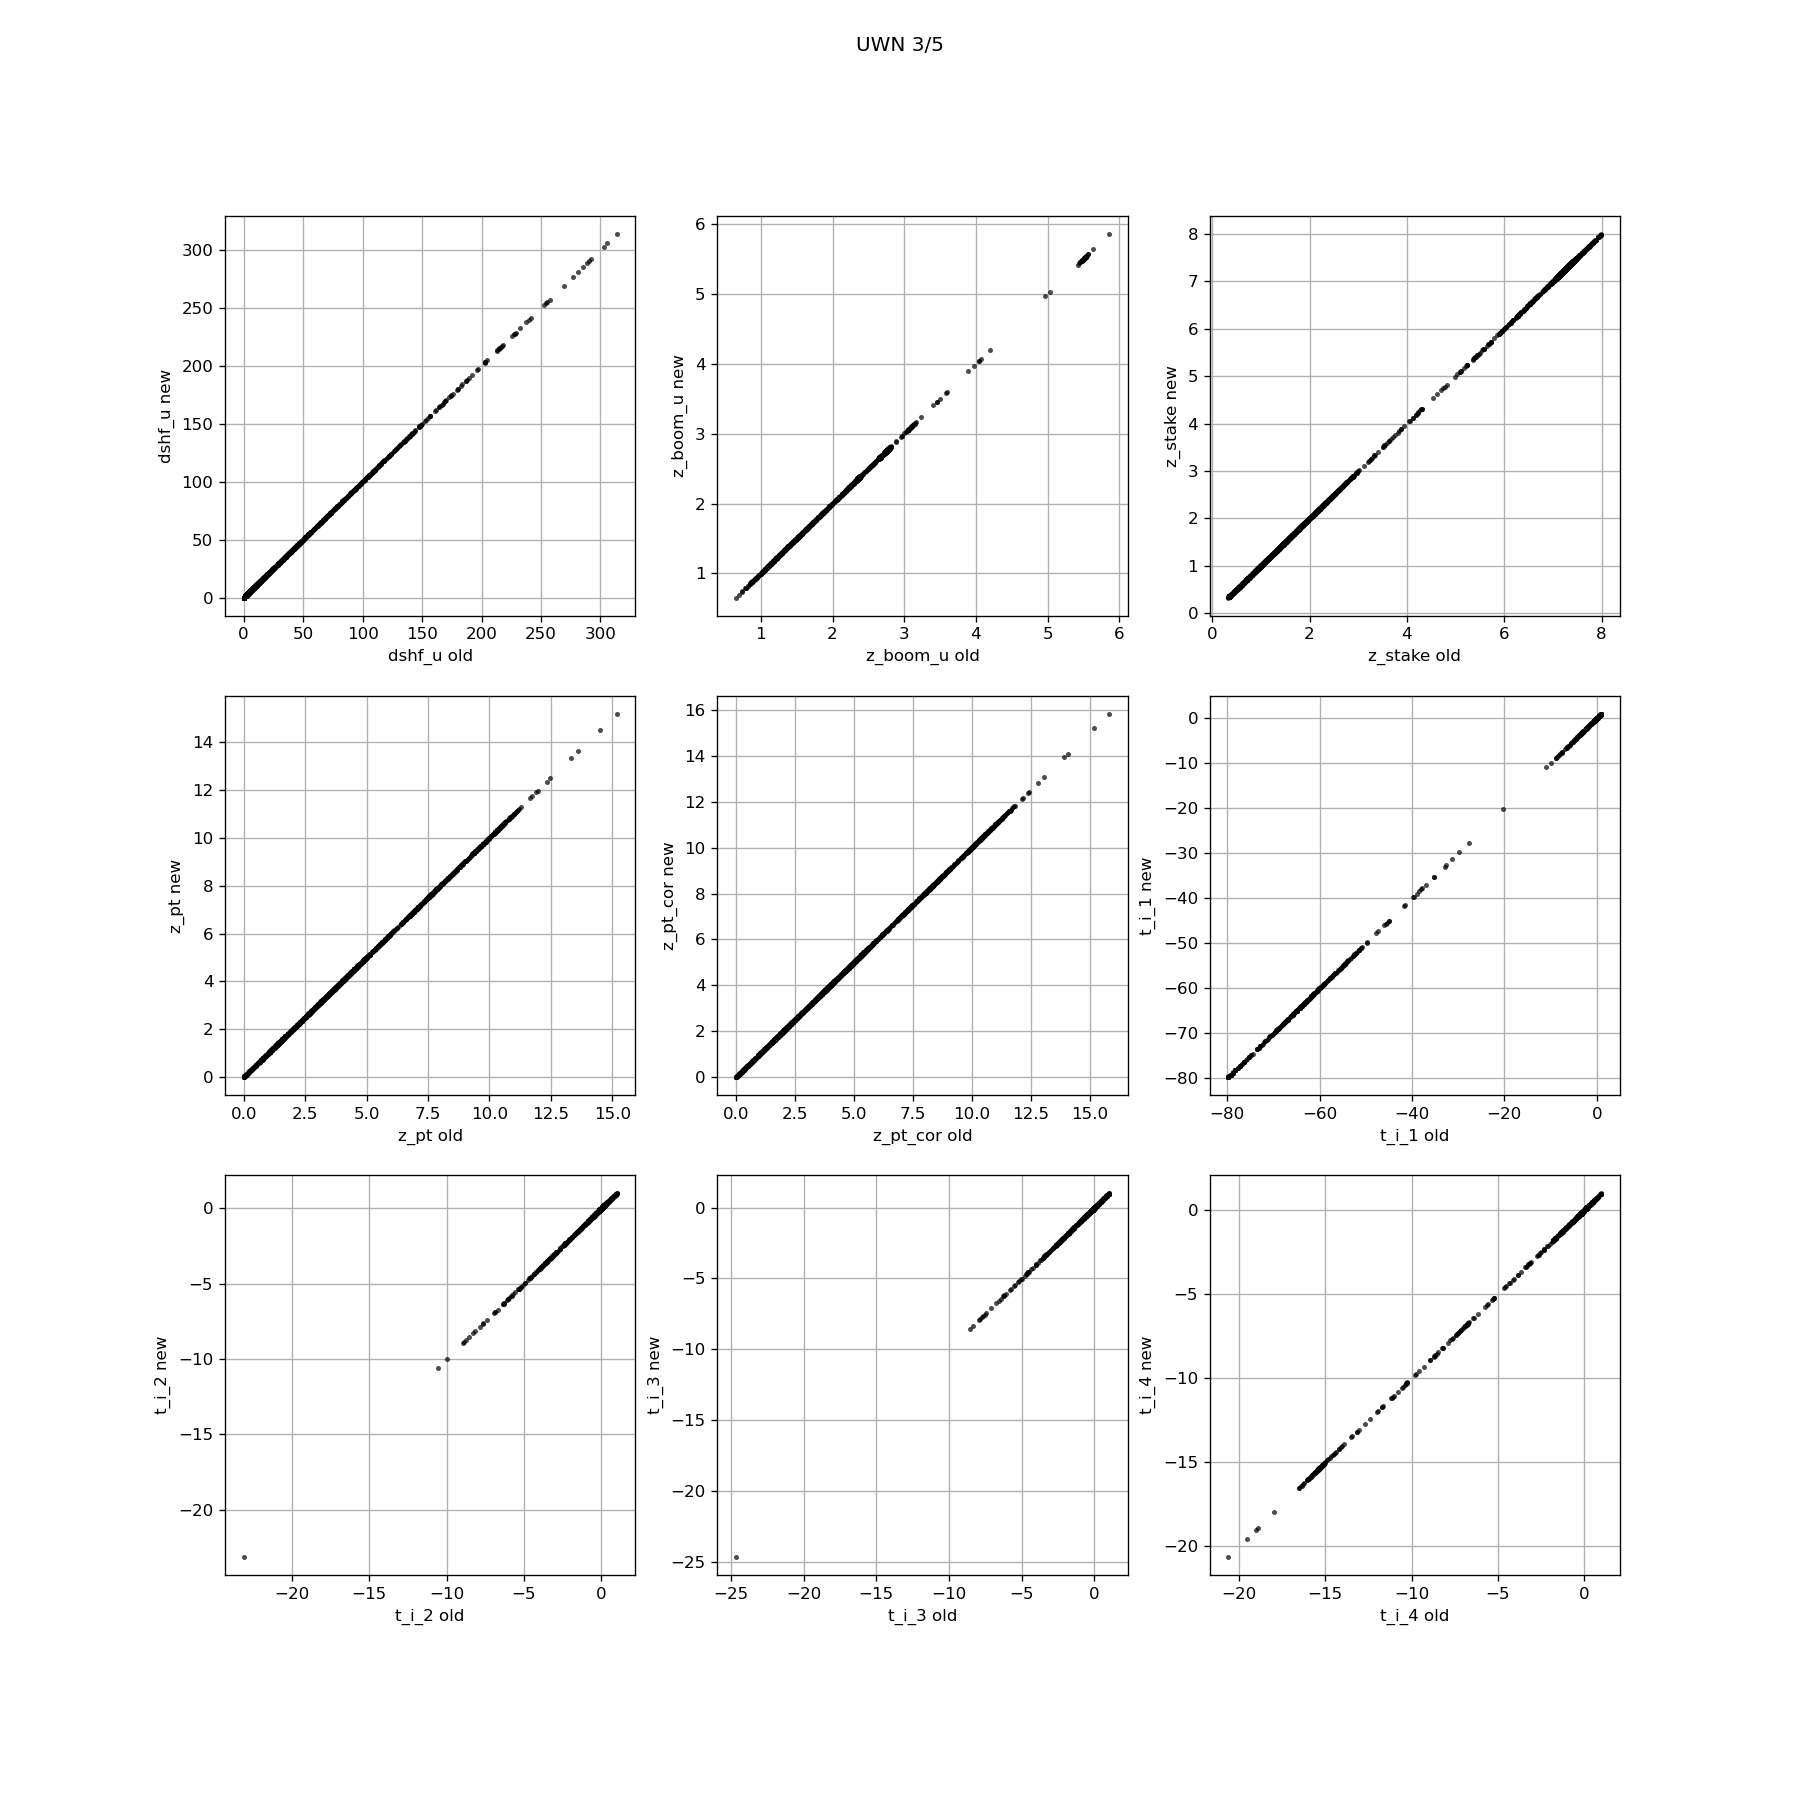 UWN 3/5
300
250
200
150
100
50
0
dshf_u new
0 50 100 150 200 250 300
dshf_u old
6
5
4
3
2
1
z_boom_u new
1 2 3 4 5 6
z_boom_u old
8
7
6
5
4
3
2
1
0
z_stake new
0 2 4 6 8
z_stake old
14
12
10
8
6
4
2
0
z_pt new
0.0 2.5 5.0 7.5 10.0 12.5 15.0
z_pt old
16
14
12
10
8
6
4
2
0
z_pt_cor new
0.0 2.5 5.0 7.5 10.0 12.5 15.0
z_pt_cor old
0
−10
−20
−30
−40
−50
−60
−70
−80
t_i_1 new
−80 −60 −40 −20 0
t_i_1 old
0
−5
−10
−15
−20
t_i_2 new
−20 −15 −10 −5 0
t_i_2 old
0
−5
−10
−15
−20
−25
t_i_3 new
−25 −20 −15 −10 −5 0
t_i_3 old
0
−5
−10
−15
−20
t_i_4 new
−20 −15 −10 −5 0
t_i_4 old